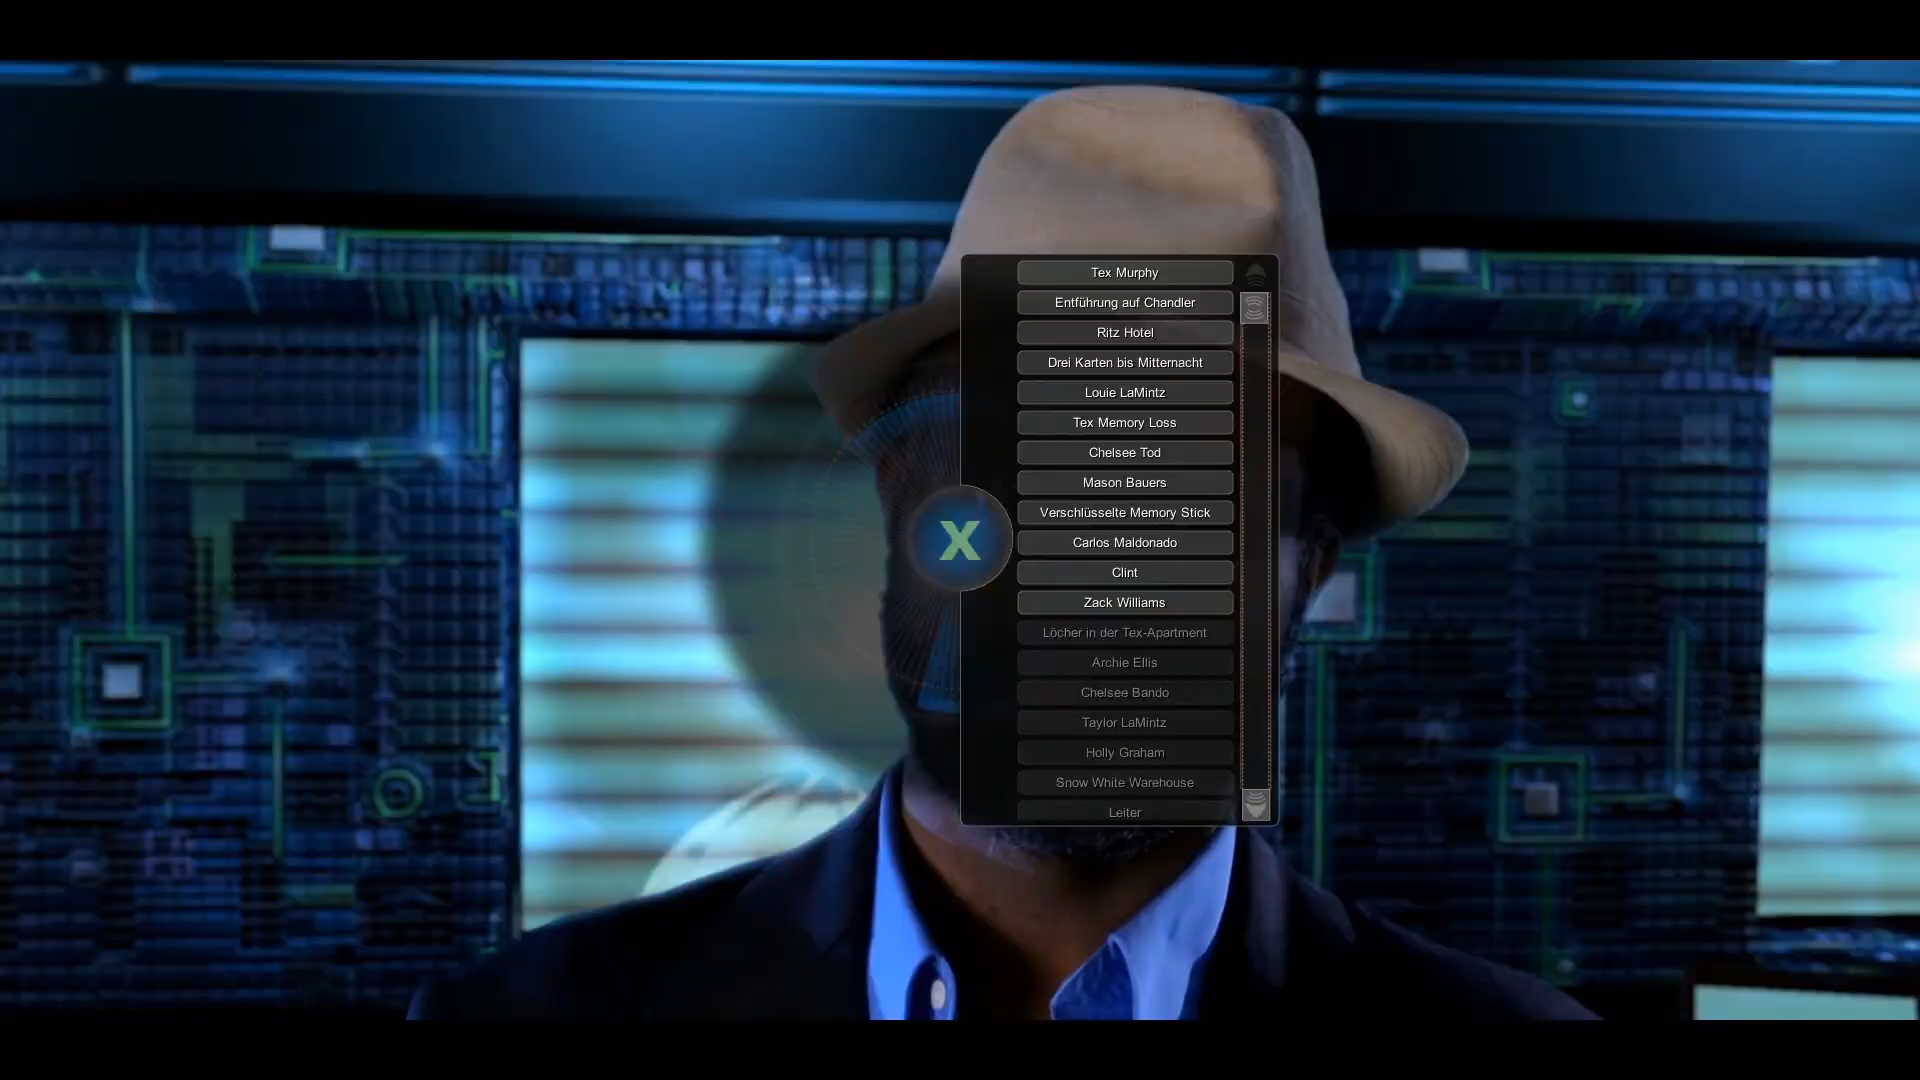 Tex Murphy
Entführung auf Chandler
Ritz Hotel
Drei Karten bis Mitternacht
Louie LaMintz
Tex Memory Loss
Chelsee Tod
Mason Bauers
Verschlüsselte Memory Stick
X
Carlos Maldonado
Clint
Zack Williams
Löcher in der Tex-Apartment
Archie Ellis
Chelsee Bando
Taylor LaMintz
Holly Graham
Snow White Warehouse
Leiter